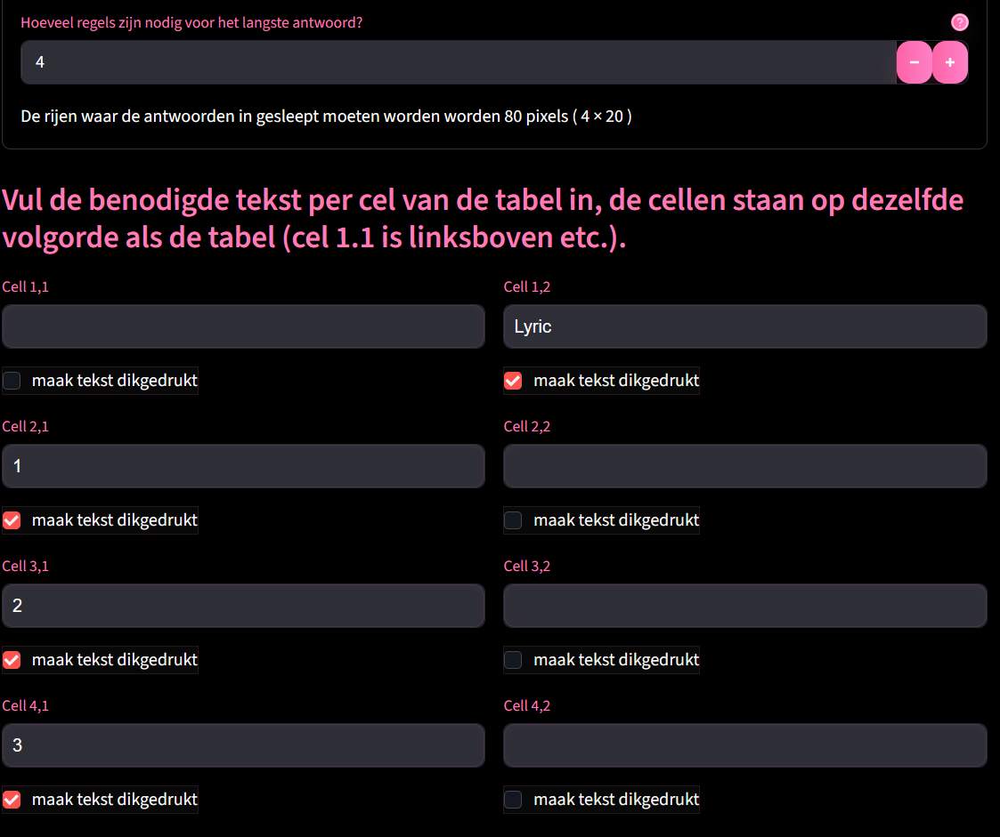 Hoeveel regels zijn nodig voor het langste antwoord?
?
4
− +
De rijen waar de antwoorden in gesleept moeten worden worden 80 pixels ( 4 × 20 )
Vul de benodigde tekst per cel van de tabel in, de cellen staan op dezelfde
volgorde als de tabel (cel 1.1 is linksboven etc.).
Cell 1,1
Cell 1,2
Lyric
maak tekst dikgedrukt
maak tekst dikgedrukt
Cell 2,1
Cell 2,2
1
maak tekst dikgedrukt
maak tekst dikgedrukt
Cell 3,1
Cell 3,2
2
maak tekst dikgedrukt
maak tekst dikgedrukt
Cell 4,1
Cell 4,2
3
maak tekst dikgedrukt
maak tekst dikgedrukt